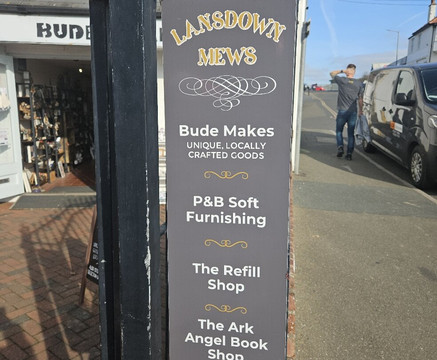 BUDE
LANSDOWN
MEWS
Bude Makes
UNIQUE, LOCALLY
CRAFTED GOODS
P&B Soft
Furnishing
The Refill
Shop
The Ark
Angel Book
Shop